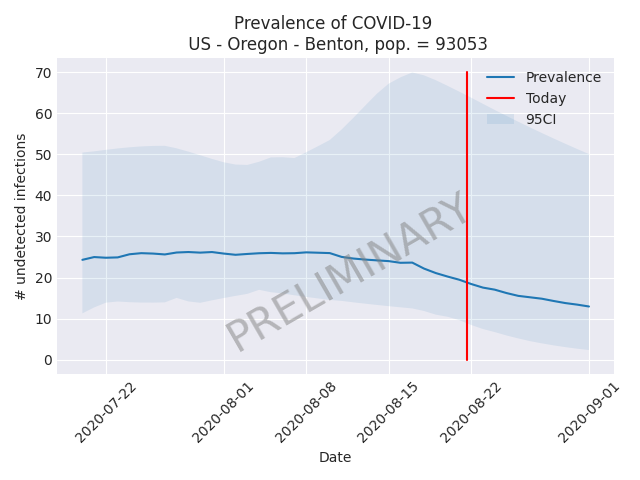 Prevalence of COVID-19
US - Oregon - Benton, pop. = 93053
# undetected infections
70
60
50
40
30
20
10
0
Prevalence
Today
95CI
PRELIMINARY
2020-07-22
2020-08-01
2020-08-08
2020-08-15
2020-08-22
2020-09-01
Date